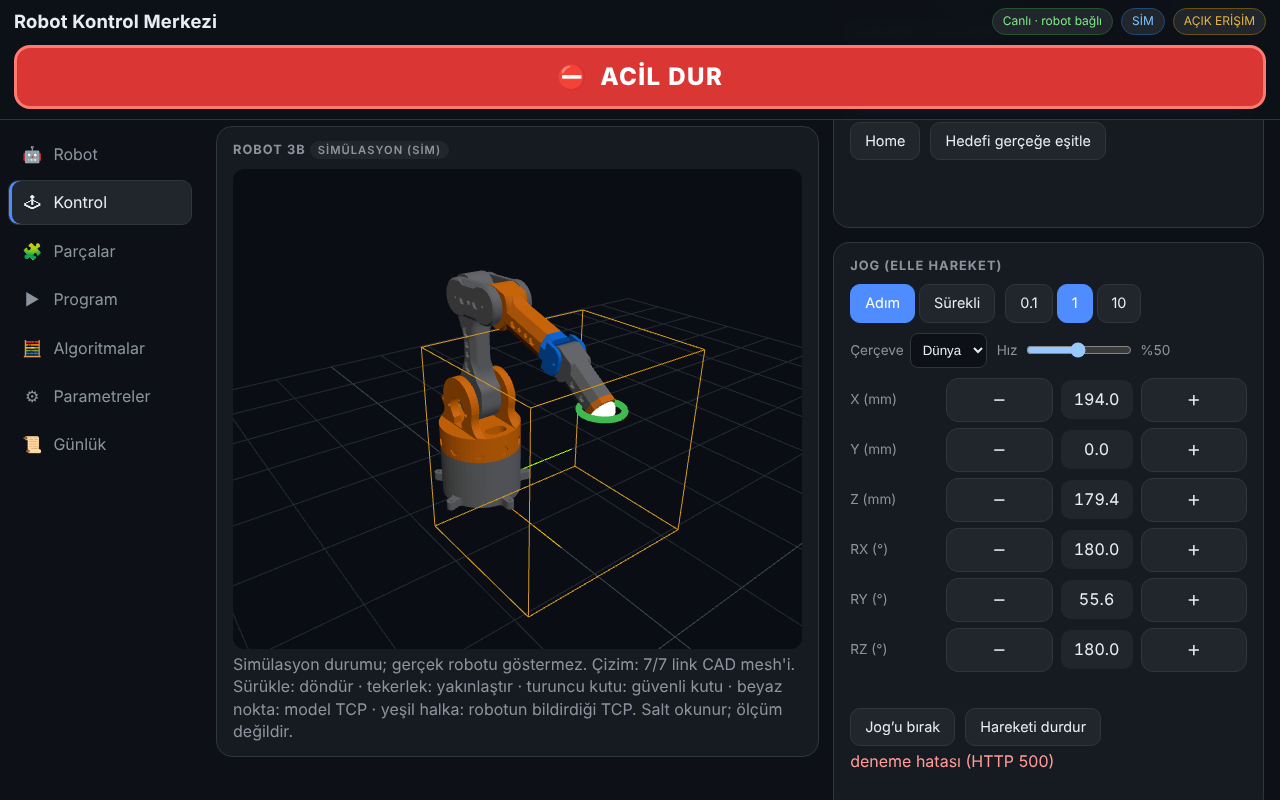 Robot Kontrol Merkezi
Canlı · robot bağlı
SİM
AÇIK ERİŞİM
ACİL DUR
Robot
Kontrol
Parçalar
Program
Algoritmalar
Parametreler
Günlük
ROBOT 3B SİMÜLASYON (SİM)
Simülasyon durumu; gerçek robotu göstermez. Çizim: 7/7 link CAD mesh'i.
Sürükle: döndür · tekerlek: yakınlaştır · turuncu kutu: güvenli kutu · beyaz
nokta: model TCP · yeşil halka: robotun bildirdiği TCP. Salt okunur; ölçüm
değildir.
Home
Hedefi gerçeğe eşitle
JOG (ELLE HAREKET)
Adım Sürekli 0.1 1 10
Çerçeve Dünya Hız %50
X (mm) − 194.0 +
Y (mm) − 0.0 +
Z (mm) − 179.4 +
RX (°) − 180.0 +
RY (°) − 55.6 +
RZ (°) − 180.0 +
Jog’u bırak
Hareketi durdur
deneme hatası (HTTP 500)